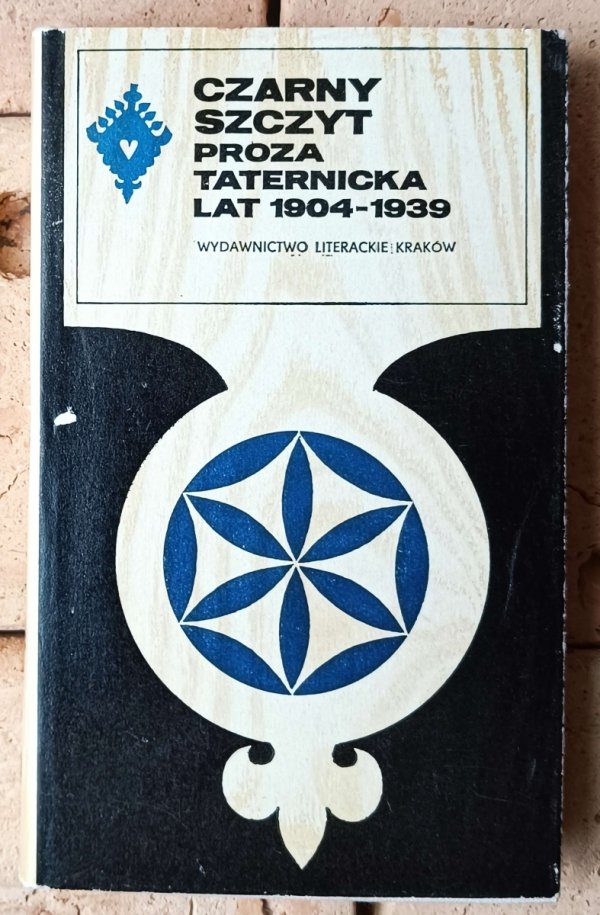 CZARNY
SZCZYT
PROZA
TATERNICKA
LAT 1904-1939
WYDAWNICTWO LITERACKIE KRAKÓW